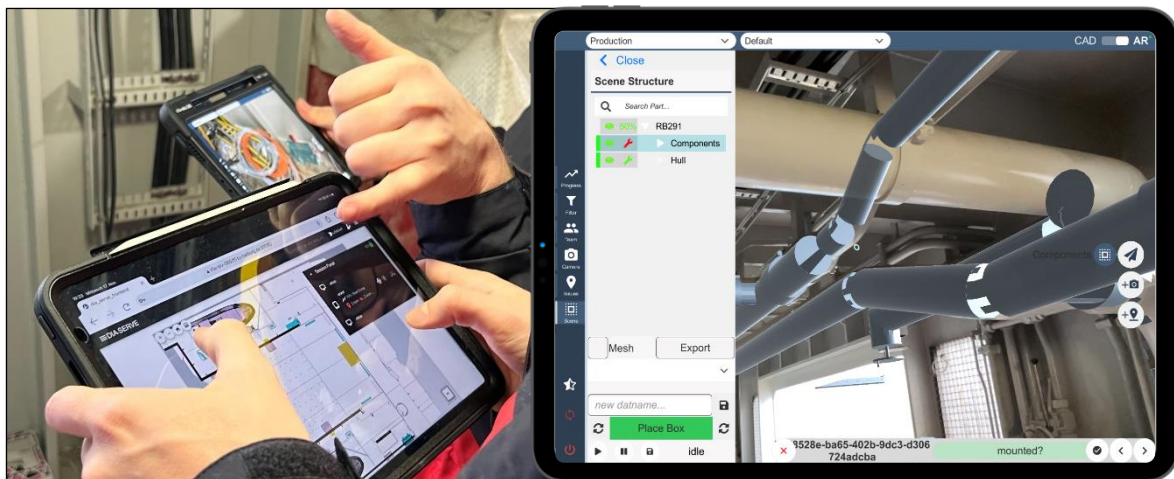 DIA.SERVE
Production
Default
CAD
AR
Close
Scene Structure
Search Part...
50%
RB291
Components
Hull
Progress
Filter
Team
Camera
Issues
Scene
Components
Mesh
Export
new datname...
Place Box
idle
8528e-ba65-402b-9dc3-d306
724adcba
mounted?